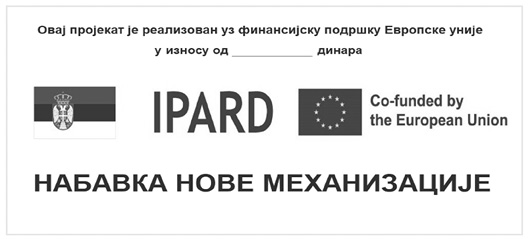 Овај пројекат је реализован уз финансијску подршку Европске уније
у износу од ____________ динара
IPARD
Co-funded by
the European Union
НАБАВКА НОВЕ МЕХАНИЗАЦИЈЕ